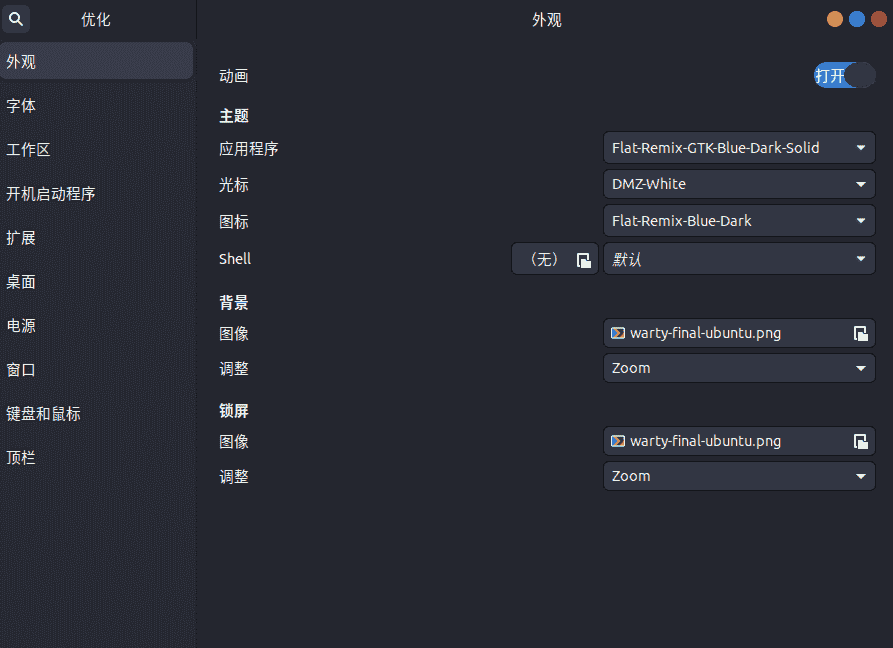 优化
外观
外观
字体
工作区
开机启动程序
扩展
桌面
电源
窗口
键盘和鼠标
顶栏
动画 打开
主题
应用程序 Flat-Remix-GTK-Blue-Dark-Solid
光标 DMZ-White
图标 Flat-Remix-Blue-Dark
Shell （无） 默认
背景
图像 warty-final-ubuntu.png
调整 Zoom
锁屏
图像 warty-final-ubuntu.png
调整 Zoom